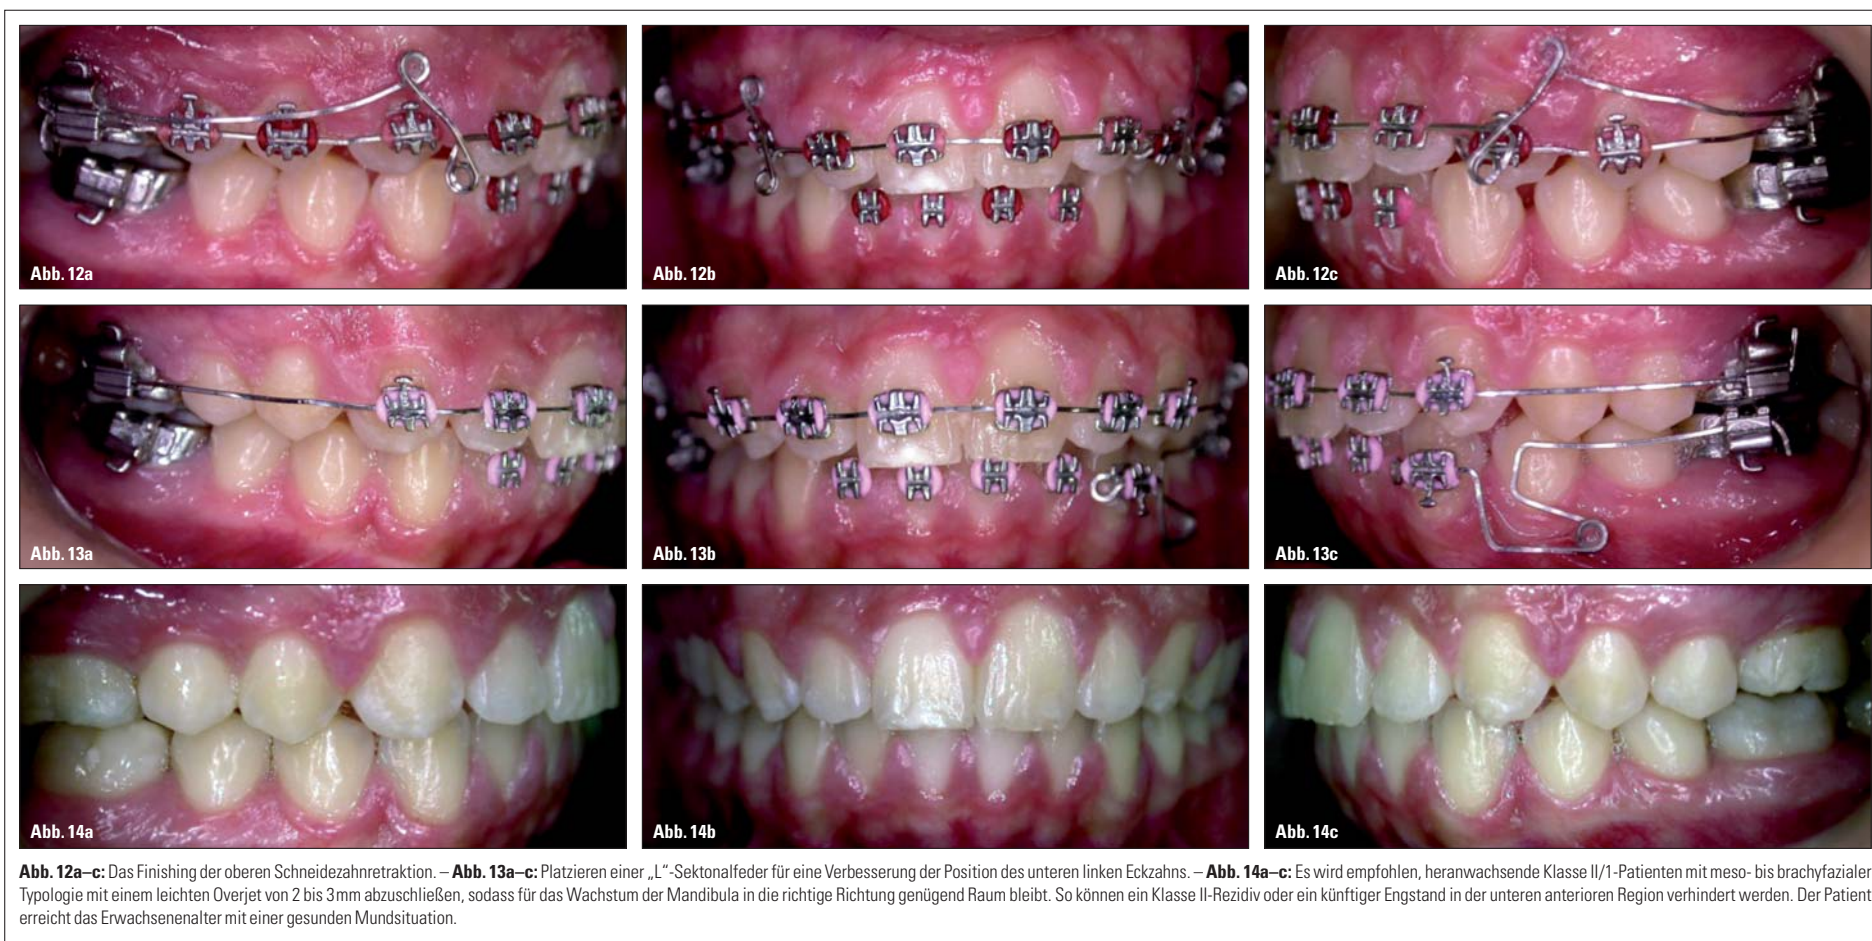 Abb. 12a
Abb. 12b
Abb. 12c
Abb. 13a
Abb. 13b
Abb. 13c
Abb. 14a
Abb. 14b
Abb. 14c
Abb. 12a–c: Das Finishing der oberen Schneidezahnretraktion. – Abb. 13a–c: Platzieren einer „L“-Sektonalfeder für eine Verbesserung der Position des unteren linken Eckzahns. – Abb. 14a–c: Es wird empfohlen, heranwachsende Klasse II/1-Patienten mit meso- bis brachyfazialer
Typologie mit einem leichten Overjet von 2 bis 3 mm abzuschließen, sodass für das Wachstum der Mandibula in die richtige Richtung genügend Raum bleibt. So können ein Klasse II-Rezidiv oder ein künftiger Engstand in der unteren anterioren Region verhindert werden. Der Patient
erreicht das Erwachsenenalter mit einer gesunden Mundsituation.